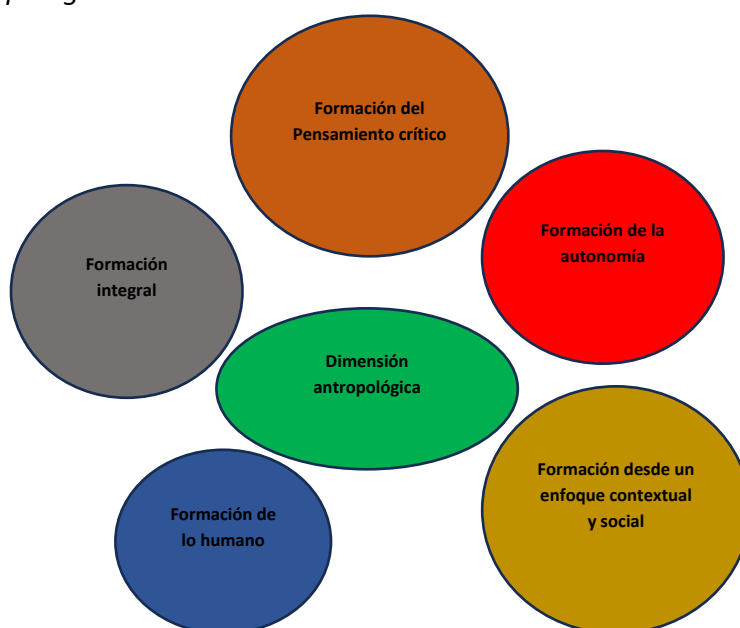 Formación del
Pensamiento crítico
Formación de la
autonomía
Formación
integral
Dimensión
antropológica
Formación desde un
enfoque contextual
y social
Formación de
lo humano